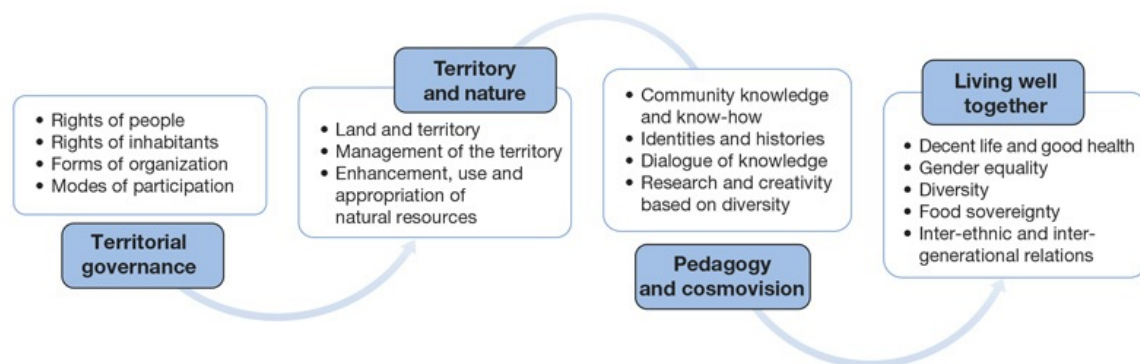 • Rights of people
• Rights of inhabitants
• Forms of organization
• Modes of participation
Territorial
governance
Territory
and nature
• Land and territory
• Management of the territory
• Enhancement, use and
appropriation of
natural resources
• Community knowledge
and know-how
• Identities and histories
• Dialogue of knowledge
• Research and creativity
based on diversity
Pedagogy
and cosmovision
Living well
together
• Decent life and good health
• Gender equality
• Diversity
• Food sovereignty
• Inter-ethnic and inter-
generational relations